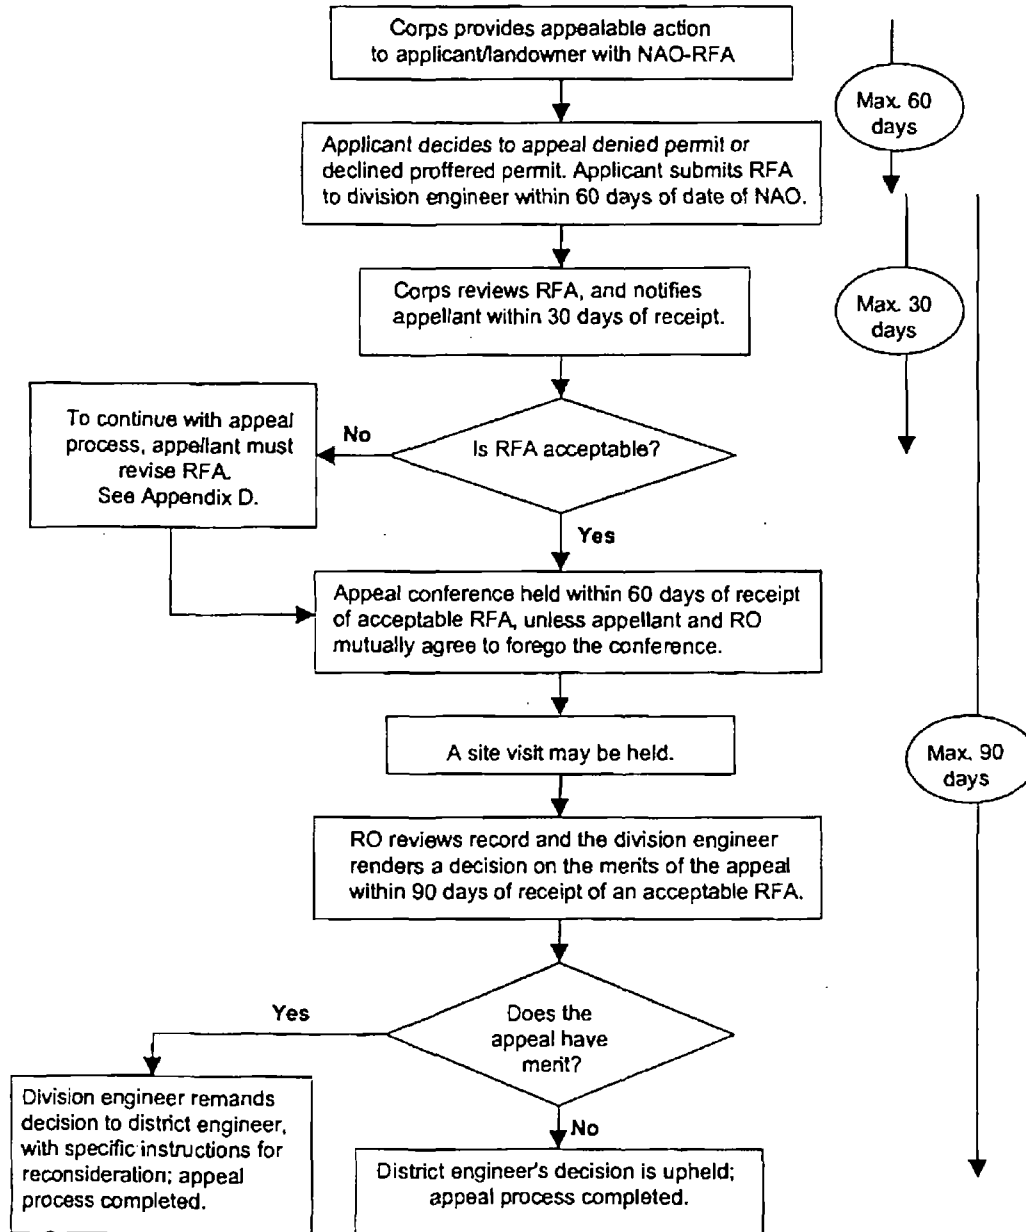 Corps provides appealable action
to applicant/landowner with NAO-RFA
Max. 60
days
Applicant decides to appeal denied permit or
declined proffered permit. Applicant submits RFA
to division engineer within 60 days of date of NAO.
Corps reviews RFA, and notifies
appellant within 30 days of receipt.
Max. 30
days
To continue with appeal
process, appellant must
revise RFA.
See Appendix D.
No
Is RFA acceptable?
Yes
Appeal conference held within 60 days of receipt
of acceptable RFA, unless appellant and RO
mutually agree to forego the conference.
A site visit may be held.
Max. 90
days
RO reviews record and the division engineer
renders a decision on the merits of the appeal
within 90 days of receipt of an acceptable RFA.
Does the
appeal have
merit?
Yes
Division engineer remands
decision to district engineer,
with specific instructions for
reconsideration; appeal
process completed.
No
District engineer's decision is upheld;
appeal process completed.